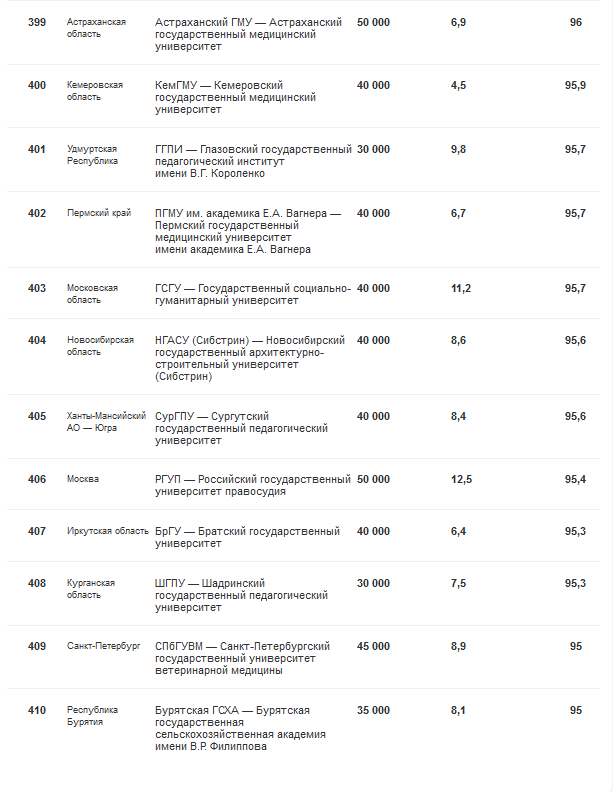 399 Астраханская Астраханский ГМУ — Астраханский 50 000 6,9 96
область государственный медицинский
университет
400 Кемеровская КемГМУ — Кемеровский 40 000 4,5 95,9
область государственный медицинский
университет
401 Удмуртская ГГПИ — Глазовский государственный 30 000 9,8 95,7
Республика педагогический институт
имени В.Г. Короленко
402 Пермский край ПГМУ им. академика Е.А. Вагнера — 40 000 6,7 95,7
Пермский государственный
медицинский университет
имени академика Е.А. Вагнера
403 Московская ГСГУ — Государственный социально- 40 000 11,2 95,7
область гуманитарный университет
404 Новосибирская НГАСУ (Сибстрин) — Новосибирский 40 000 8,6 95,6
область государственный архитектурно-
строительный университет
(Сибстрин)
405 Ханты-Мансийский СурГПУ — Сургутский 40 000 8,4 95,6
АО — Югра государственный педагогический
университет
406 Москва РГУП — Российский государственный 50 000 12,5 95,4
университет правосудия
407 Иркутская область БрГУ — Братский государственный 40 000 6,4 95,3
университет
408 Курганская ШГПУ — Шадринский 30 000 7,5 95,3
область государственный педагогический
университет
409 Санкт-Петербург СПбГУВМ — Санкт-Петербургский 45 000 8,9 95
государственный университет
ветеринарной медицины
410 Республика Бурятская ГСХА — Бурятская 35 000 8,1 95
Бурятия государственная
сельскохозяйственная академия
имени В.Р. Филиппова